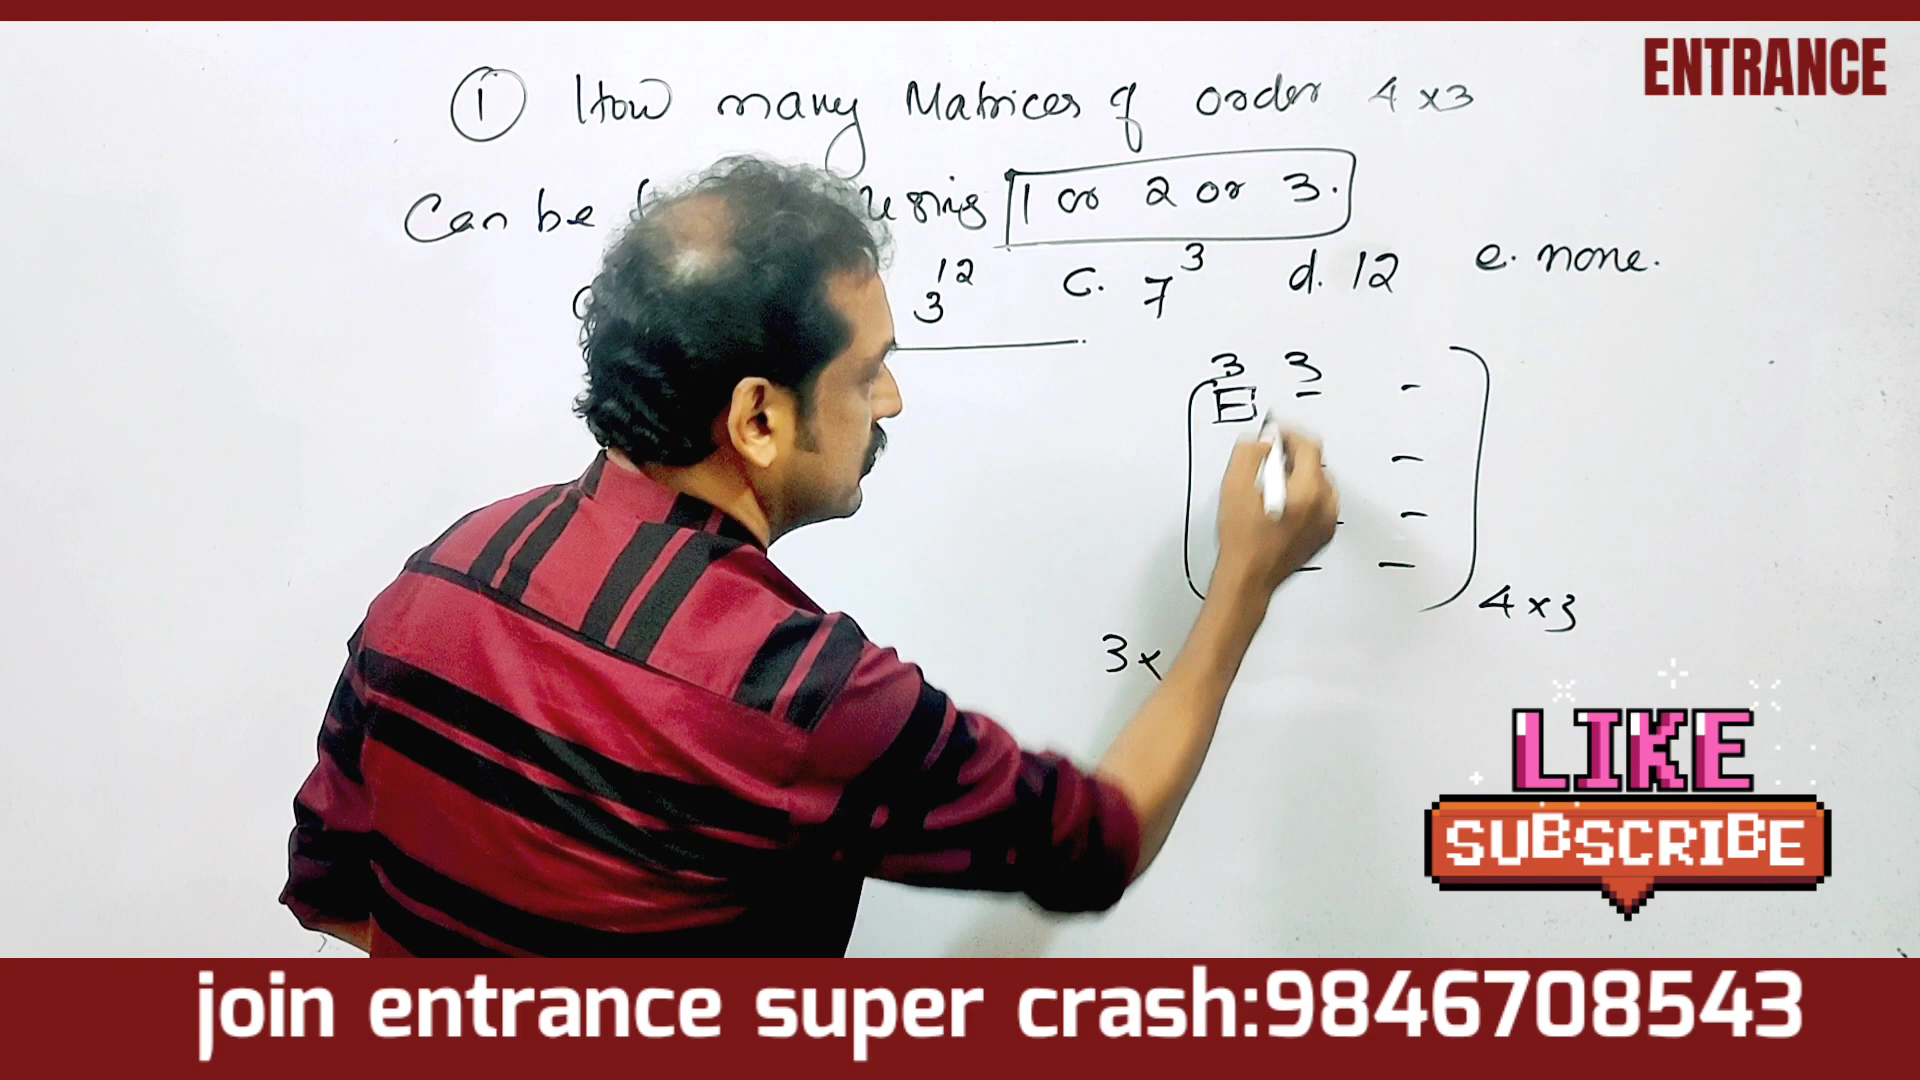 ENTRANCE
① How many Matrices of order 4×3
Can be using 1 or 2 or 3.
3^12 c. 7^3 d. 12 e. none.
3 3 -
E - -
-
-
- -
4×3
3×
LIKE
SUBSCRIBE
join entrance super crash:9846708543